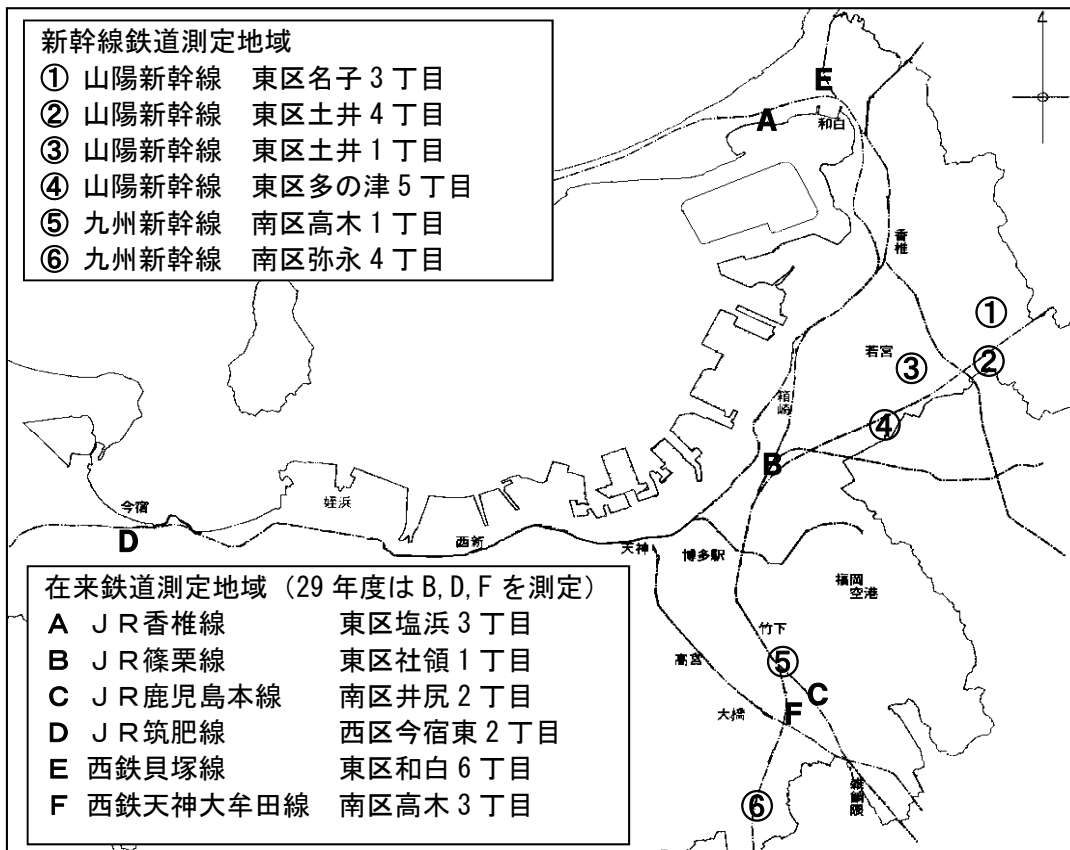 新幹線鉄道測定地域
① 山陽新幹線 東区名子3丁目
② 山陽新幹線 東区土井4丁目
③ 山陽新幹線 東区土井1丁目
④ 山陽新幹線 東区多の津5丁目
⑤ 九州新幹線 南区高木1丁目
⑥ 九州新幹線 南区弥永4丁目
E
A
和白
香椎
①
若宮
②
③
箱崎
④
B
今宿
姪浜
D
西新
天神
博多駅
福岡
空港
竹下
高宮
⑤
C
大橋
F
⑥
雑餉隈
在来鉄道測定地域（29年度はB,D,Fを測定）
A ＪＲ香椎線 東区塩浜3丁目
B ＪＲ篠栗線 東区社領1丁目
C ＪＲ鹿児島本線 南区井尻2丁目
D ＪＲ筑肥線 西区今宿東2丁目
E 西鉄貝塚線 東区和白6丁目
F 西鉄天神大牟田線 南区高木3丁目